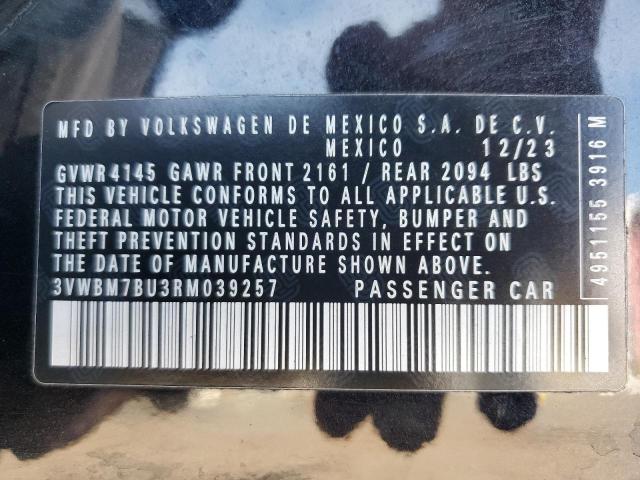 MFD BY VOLKSWAGEN DE MEXICO S.A. DE C.V.
MEXICO 12/23
GVWR 4145 GAWR FRONT 2161 / REAR 2094 LBS
THIS VEHICLE CONFORMS TO ALL APPLICABLE U.S.
FEDERAL MOTOR VEHICLE SAFETY, BUMPER AND
THEFT PREVENTION STANDARDS IN EFFECT ON
THE DATE OF MANUFACTURE SHOWN ABOVE.
3VWBM7BU3RM039257 PASSENGER CAR
4951155 3916 M